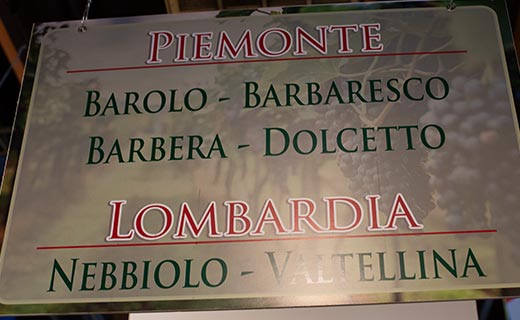 PIEMONTE
BAROLO - BARBARESCO
BARBERA - DOLCETTO
LOMBARDIA
NEBBIOLO - VALTELLINA